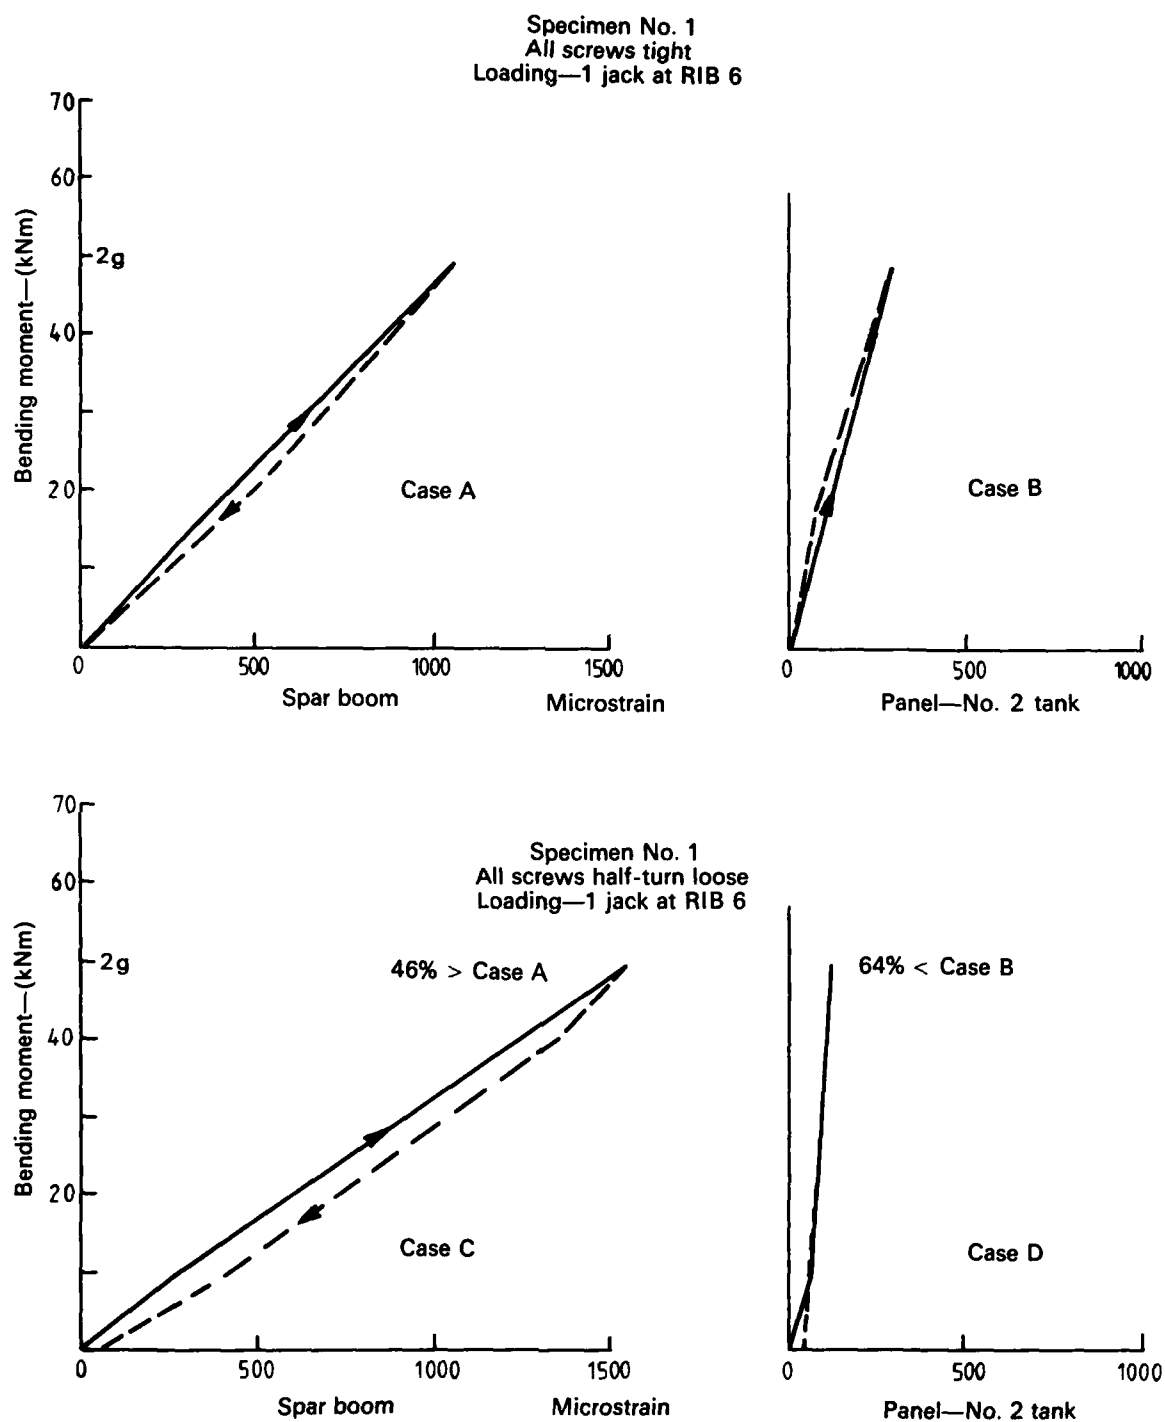 Specimen No. 1
All screws tight
Loading—1 jack at RIB 6
70
60
2g
40
20
Bending moment—(kNm)
Case A
Case B
0 500 1000 1500
0 500 1000
Spar boom Microstrain
Panel—No. 2 tank
70
Specimen No. 1
All screws half-turn loose
Loading—1 jack at RIB 6
60
2g
46% > Case A
64% < Case B
40
20
Bending moment—(kNm)
Case C
Case D
0 500 1000 1500
0 500 1000
Spar boom Microstrain
Panel—No. 2 tank